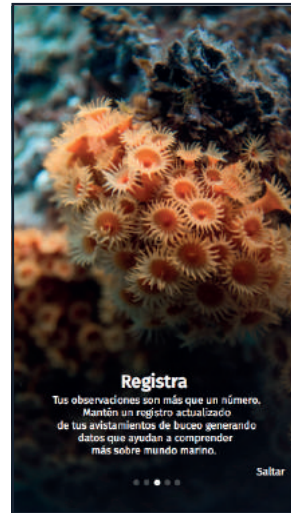 Registra
Tus observaciones son más que un número.
Mantén un registro actualizado
de tus avistamientos de buceo generando
datos que ayudan a comprender
más sobre mundo marino.
Saltar